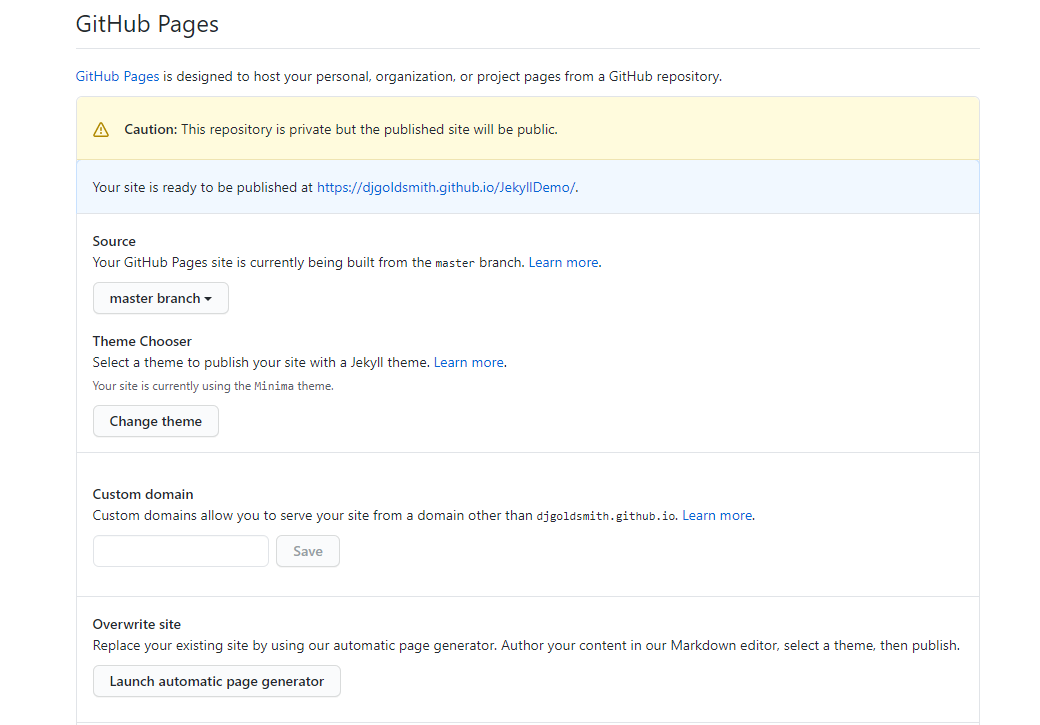 GitHub Pages
GitHub Pages is designed to host your personal, organization, or project pages from a GitHub repository.
Caution: This repository is private but the published site will be public.
Your site is ready to be published at https://djgoldsmith.github.io/JekyllDemo/.
Source
Your GitHub Pages site is currently being built from the master branch. Learn more.
master branch
Theme Chooser
Select a theme to publish your site with a Jekyll theme. Learn more.
Your site is currently using the Minima theme.
Change theme
Custom domain
Custom domains allow you to serve your site from a domain other than djgoldsmith.github.io. Learn more.
Save
Overwrite site
Replace your existing site by using our automatic page generator. Author your content in our Markdown editor, select a theme, then publish.
Launch automatic page generator